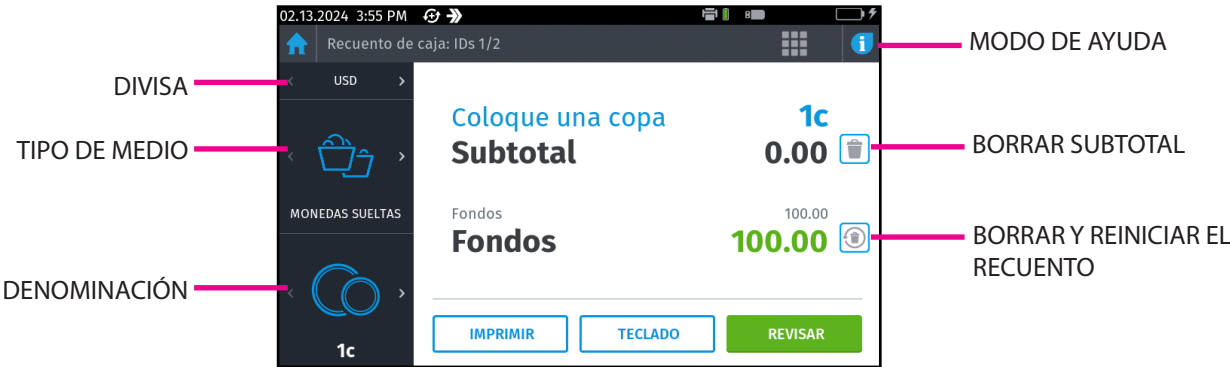 02.13.2024 3:55 PM
Recuento de caja: IDs 1/2
MODO DE AYUDA
DIVISA
USD
Coloque una copa 1c
Subtotal 0.00
BORRAR SUBTOTAL
TIPO DE MEDIO
MONEDAS SUELTAS
Fondos 100.00
Fondos 100.00
BORRAR Y REINICIAR EL
RECUENTO
DENOMINACIÓN
1c
IMPRIMIR TECLADO REVISAR